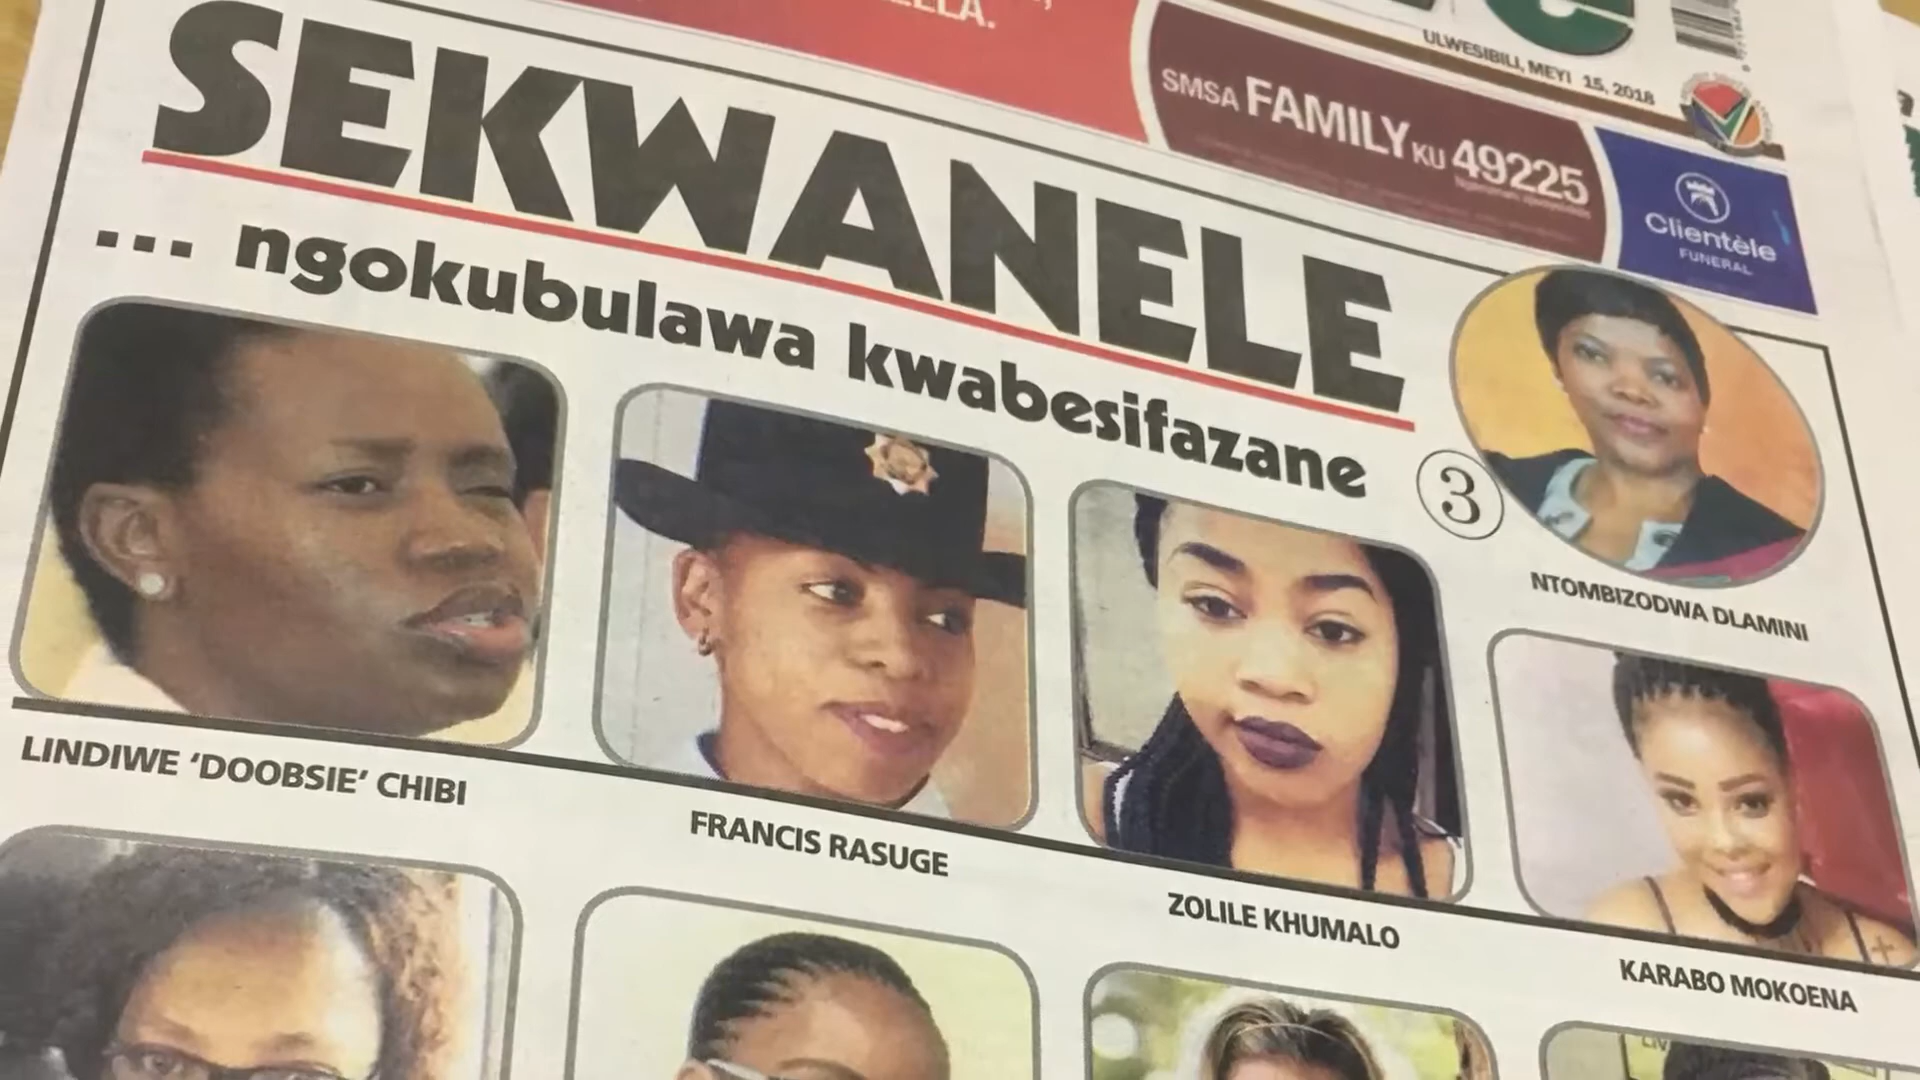 ELLA.
ULWESIBILI, MEYI 15, 2018
SMSA FAMILY KU 49225
Clientèle
FUNERAL
SEKWANELE
... ngokubulawa kwabesifazane
3
NTOMBIZODWA DLAMINI
LINDIWE ‘DOOBSIE’ CHIBI
FRANCIS RASUGE
ZOLILE KHUMALO
KARABO MOKOENA